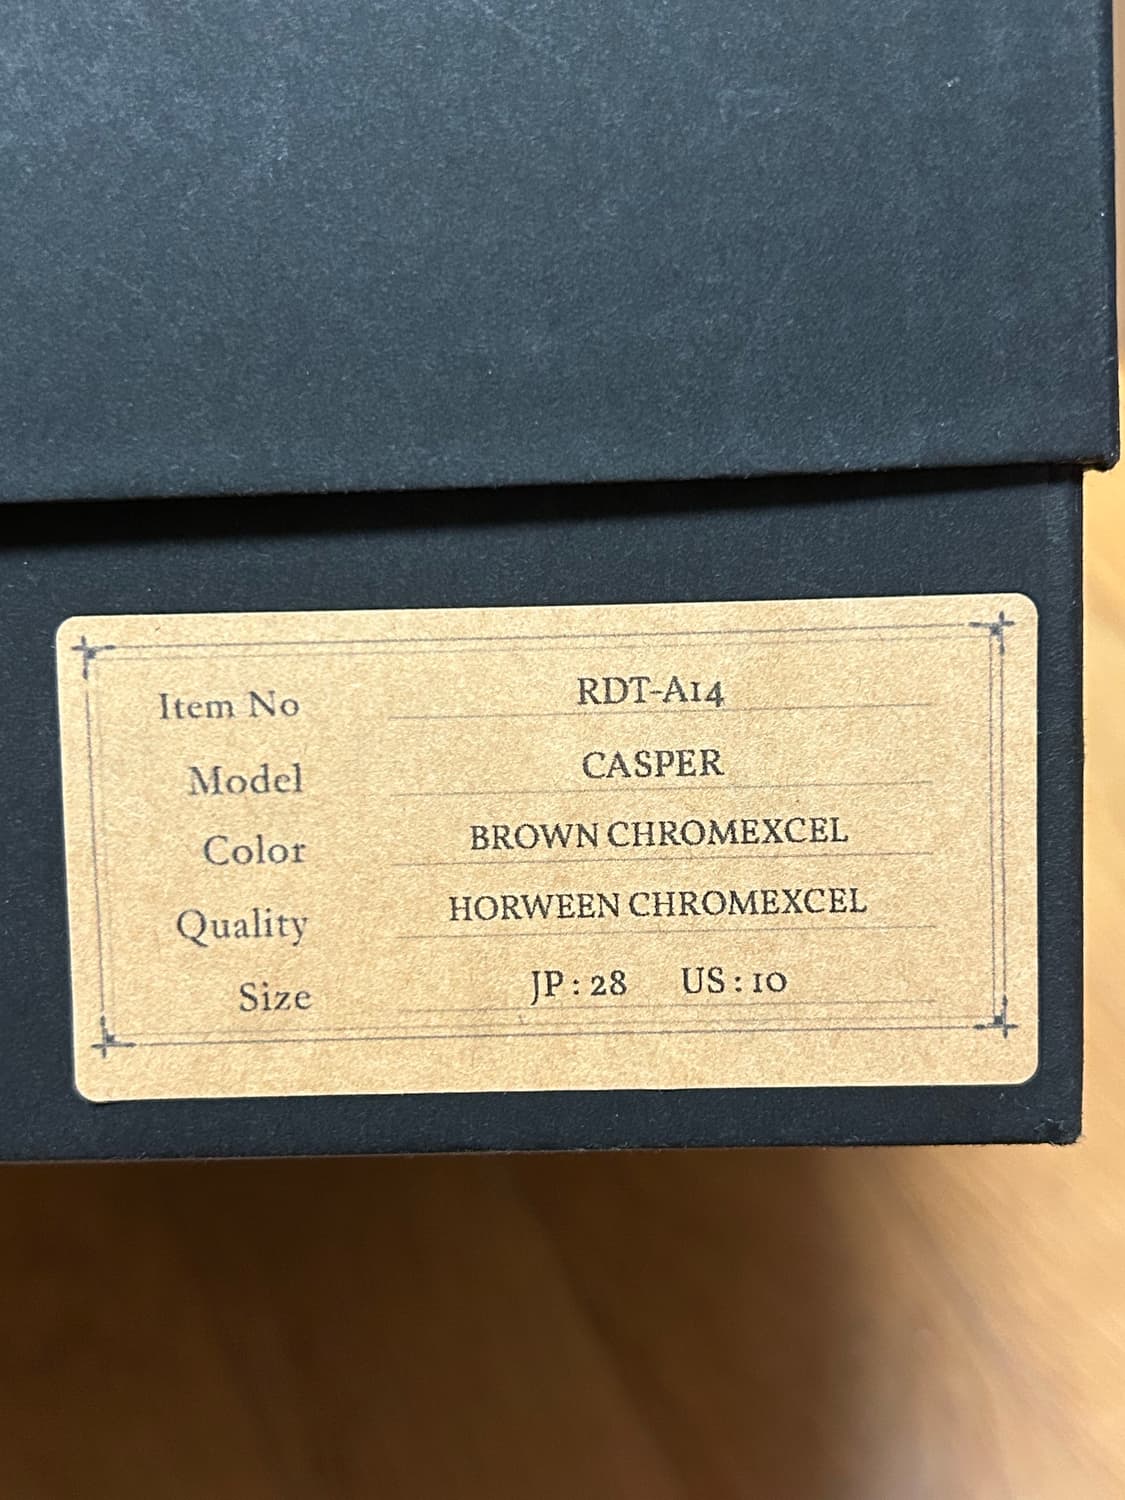 Item No RDT-A14
Model CASPER
Color BROWN CHROMEXCEL
Quality HORWEEN CHROMEXCEL
Size JP : 28 US : 10